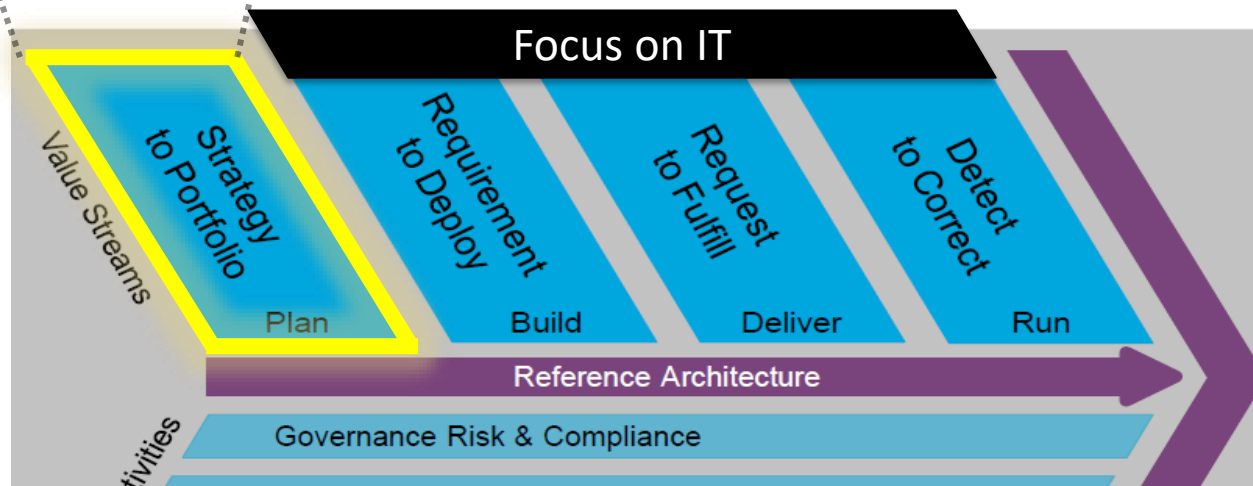 Focus on IT
Value Streams
Strategy
to Portfolio
Plan
Requirement
to Deploy
Build
Request
to Fulfill
Deliver
Detect
to Correct
Run
Reference Architecture
Governance Risk & Compliance